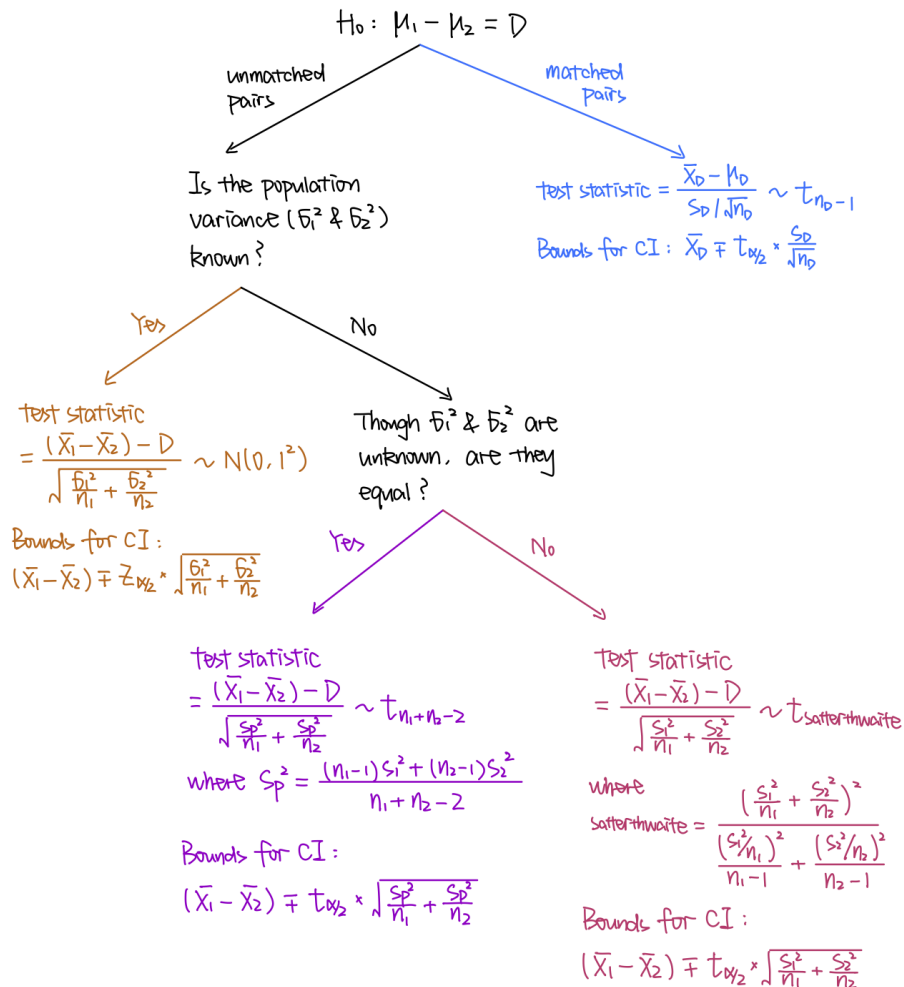 H₀: μ₁ − μ₂ = D
unmatched
pairs
matched
pairs
Is the population
variance (σ₁² & σ₂²)
known?
test statistic = (X̄_D − μ_D) / (S_D / √n_D) ~ t_{n_D−1}
Bounds for CI: X̄_D ∓ t_{α/2} * S_D / √n_D
Yes
No
test statistic
= ((X̄₁ − X̄₂) − D) / √(σ₁²/n₁ + σ₂²/n₂) ~ N(0, 1²)
Bounds for CI:
(X̄₁ − X̄₂) ∓ Z_{α/2} * √(σ₁²/n₁ + σ₂²/n₂)
Though σ₁² & σ₂² are
unknown, are they
equal?
Yes
No
test statistic
= ((X̄₁ − X̄₂) − D) / √(Sp²/n₁ + Sp²/n₂) ~ t_{n₁+n₂−2}
where Sp² = ((n₁−1)S₁² + (n₂−1)S₂²) / (n₁ + n₂ − 2)
Bounds for CI:
(X̄₁ − X̄₂) ∓ t_{α/2} * √(Sp²/n₁ + Sp²/n₂)
test statistic
= ((X̄₁ − X̄₂) − D) / √(S₁²/n₁ + S₂²/n₂) ~ t_{satterthwaite}
where
satterthwaite = (S₁²/n₁ + S₂²/n₂)² / ((S₁²/n₁)²/(n₁−1) + (S₂²/n₂)²/(n₂−1))
Bounds for CI:
(X̄₁ − X̄₂) ∓ t_{α/2} * √(S₁²/n₁ + S₂²/n₂)